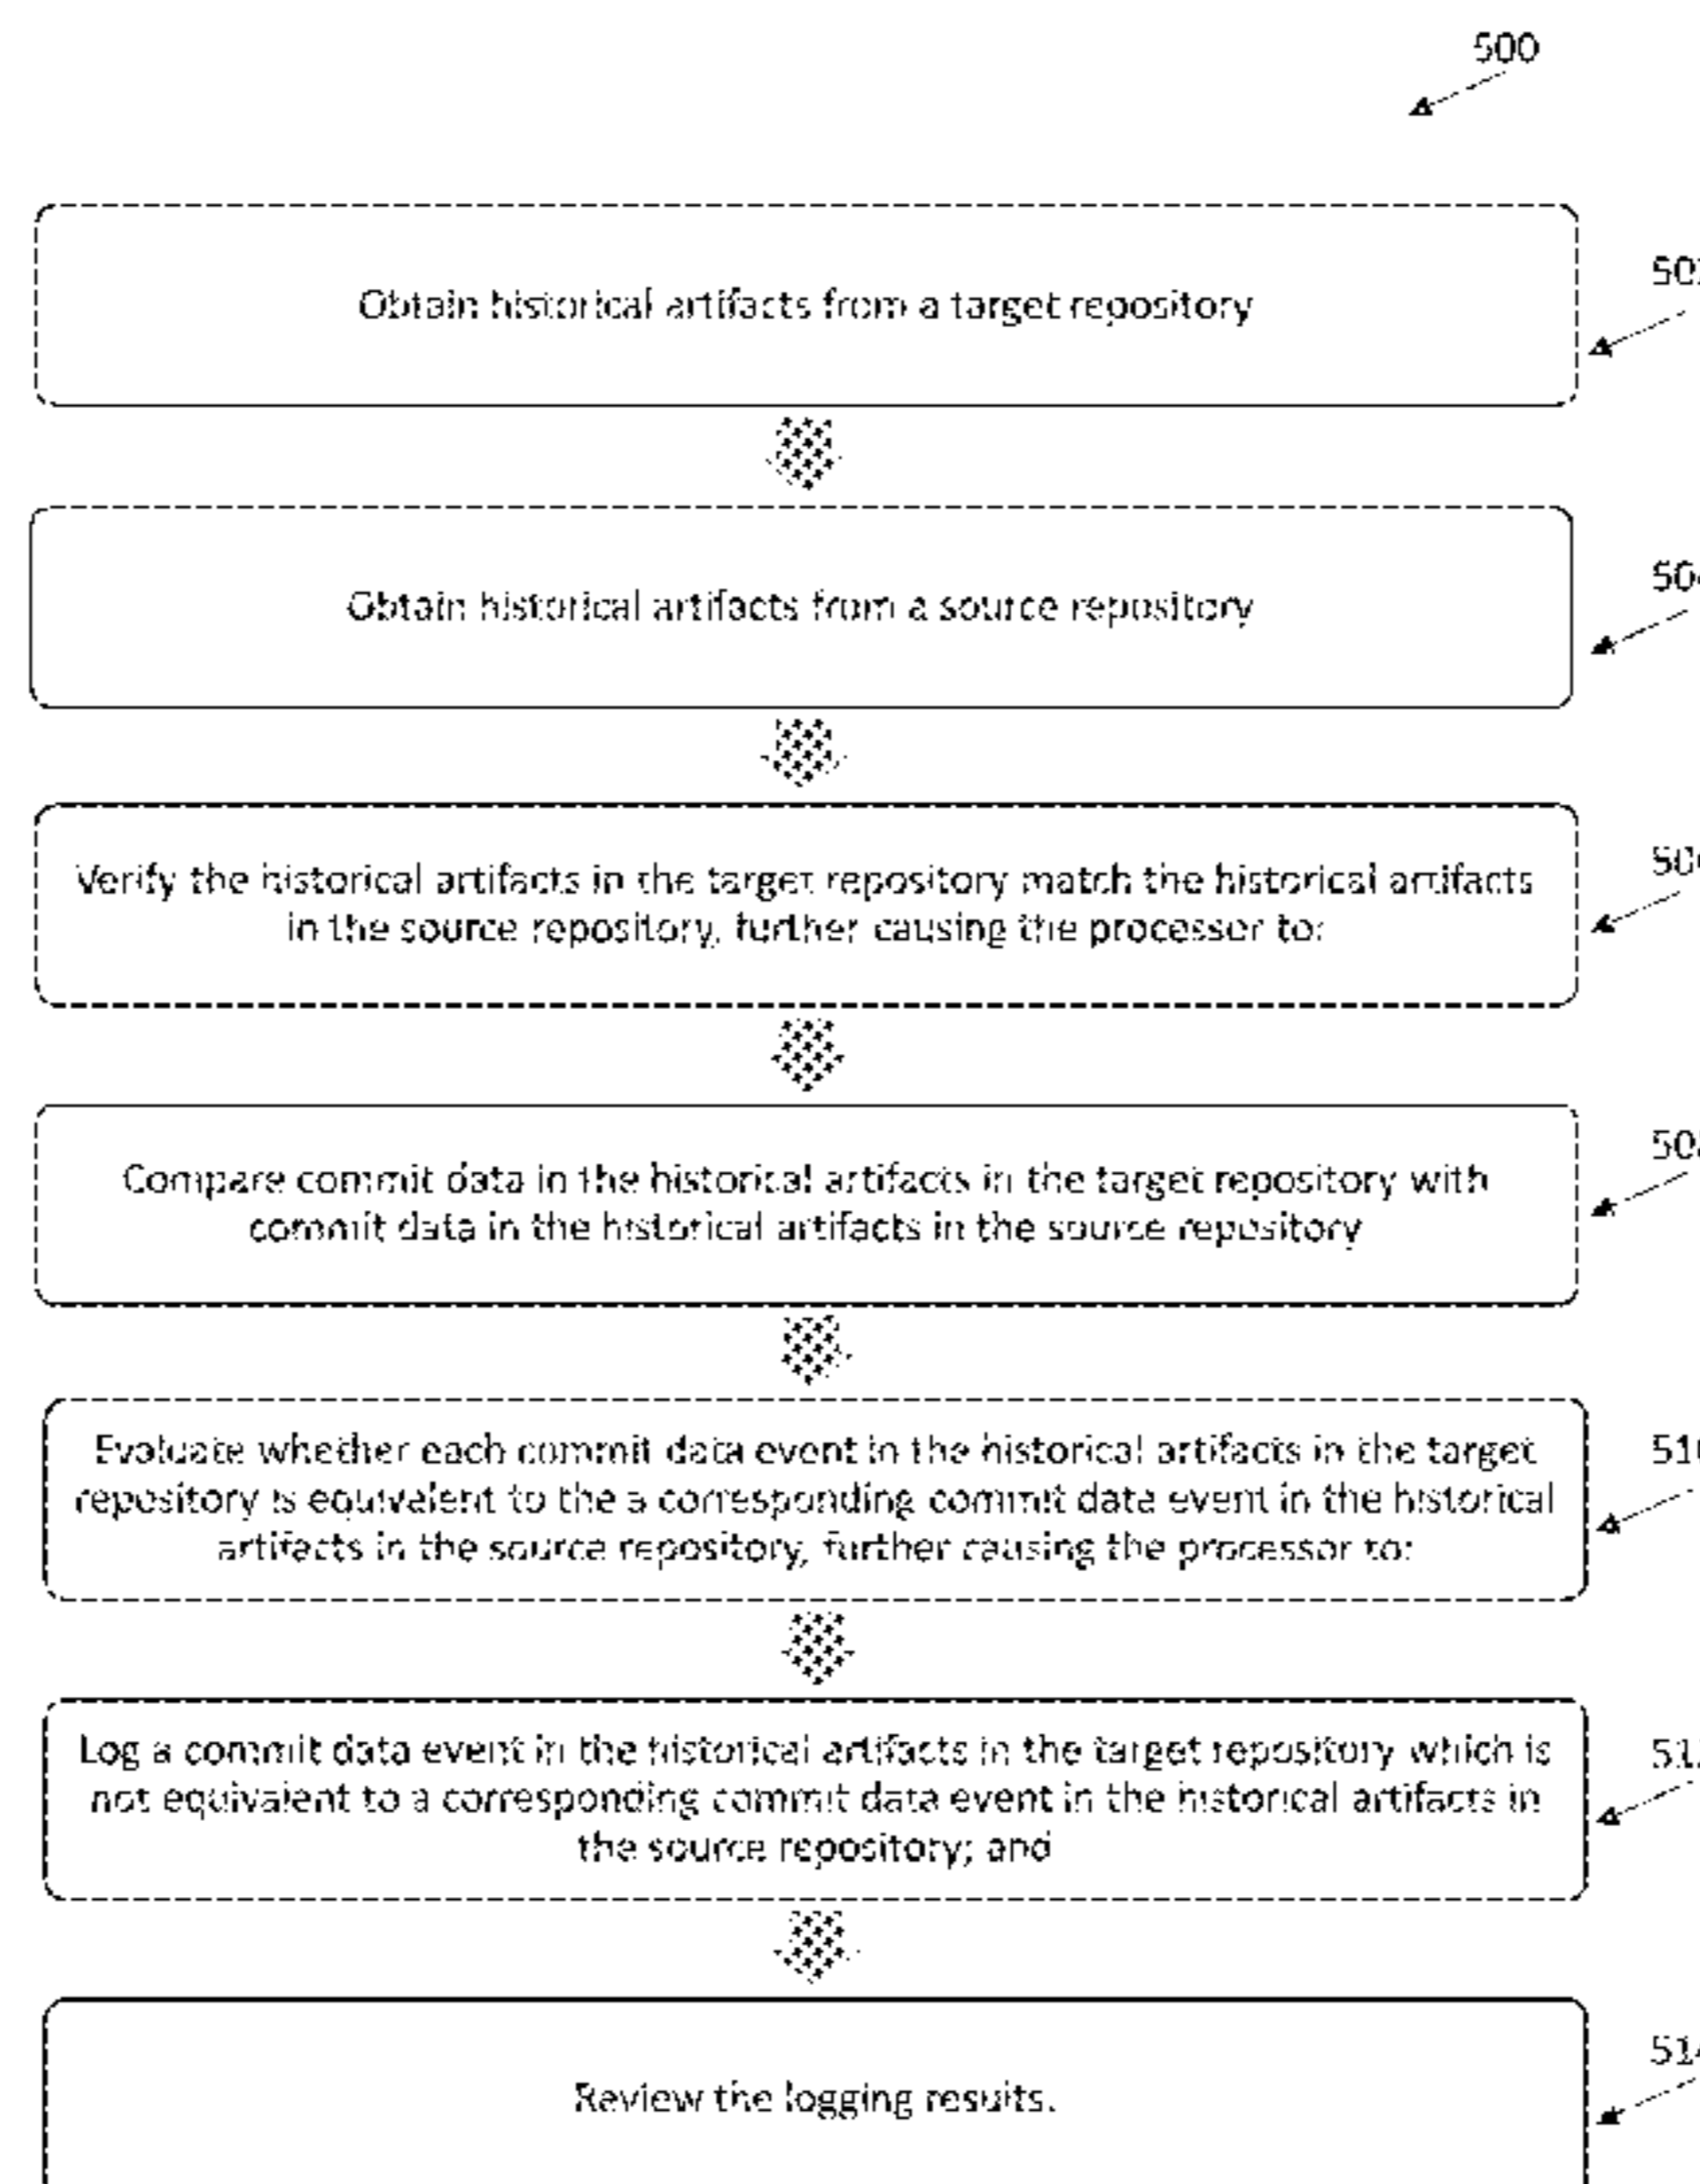 500
Obtain historical artifacts from a target repository
Obtain historical artifacts from a source repository
Verify the historical artifacts in the target repository match the historical artifacts
in the source repository, further causing the processor to:
Compare commit data in the historical artifacts in the target repository with
commit data in the historical artifacts in the source repository
Evaluate whether each commit data event in the historical artifacts in the target
repository is equivalent to the a corresponding commit data event in the historical
artifacts in the source repository, further causing the processor to:
Log a commit data event in the historical artifacts in the target repository which is
not equivalent to a corresponding commit data event in the historical artifacts in
the source repository; and
Review the logging results.